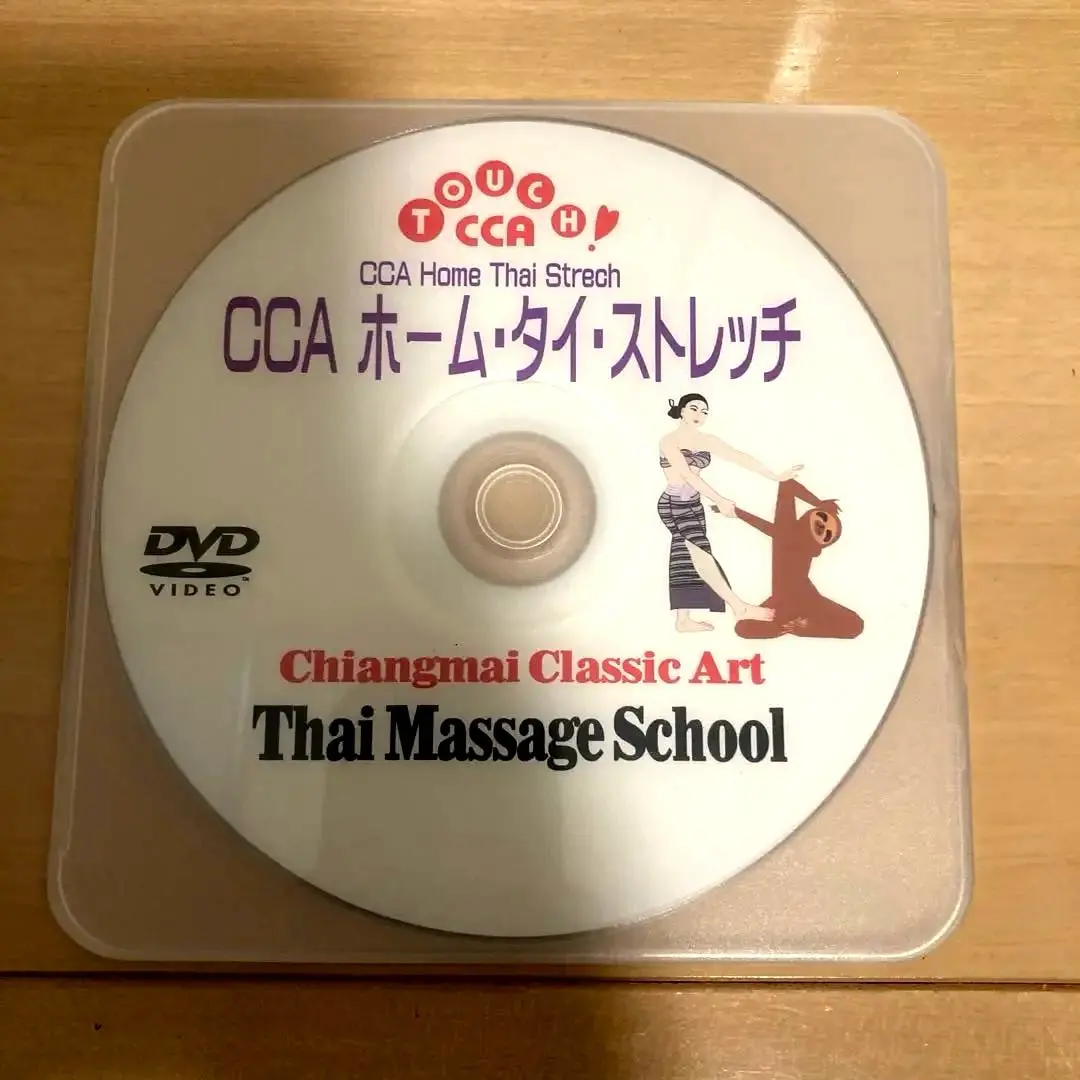 TOUCH!
CCA
CCA Home Thai Strech
CCA ホーム・タイ・ストレッチ
DVD
VIDEO™
Chiangmai Classic Art
Thai Massage School